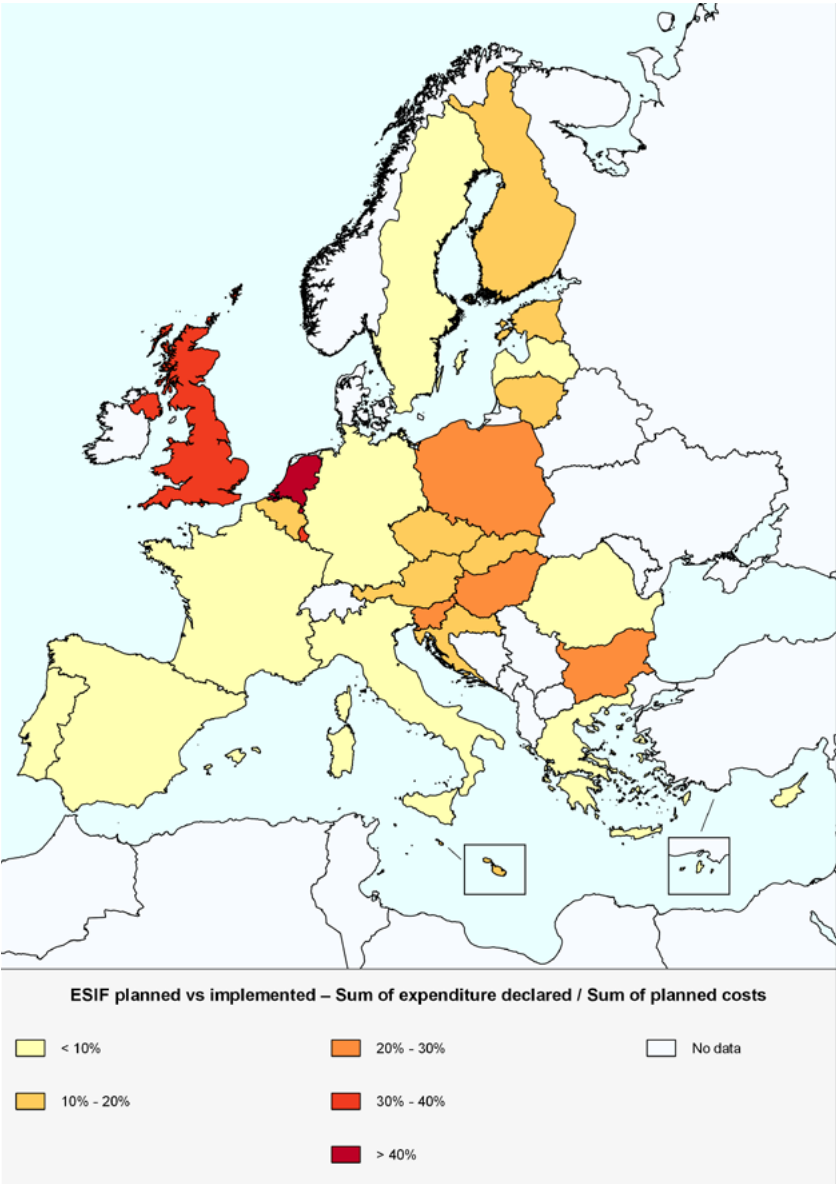 ESIF planned vs implemented – Sum of expenditure declared / Sum of planned costs
< 10%
20% - 30%
No data
10% - 20%
30% - 40%
> 40%